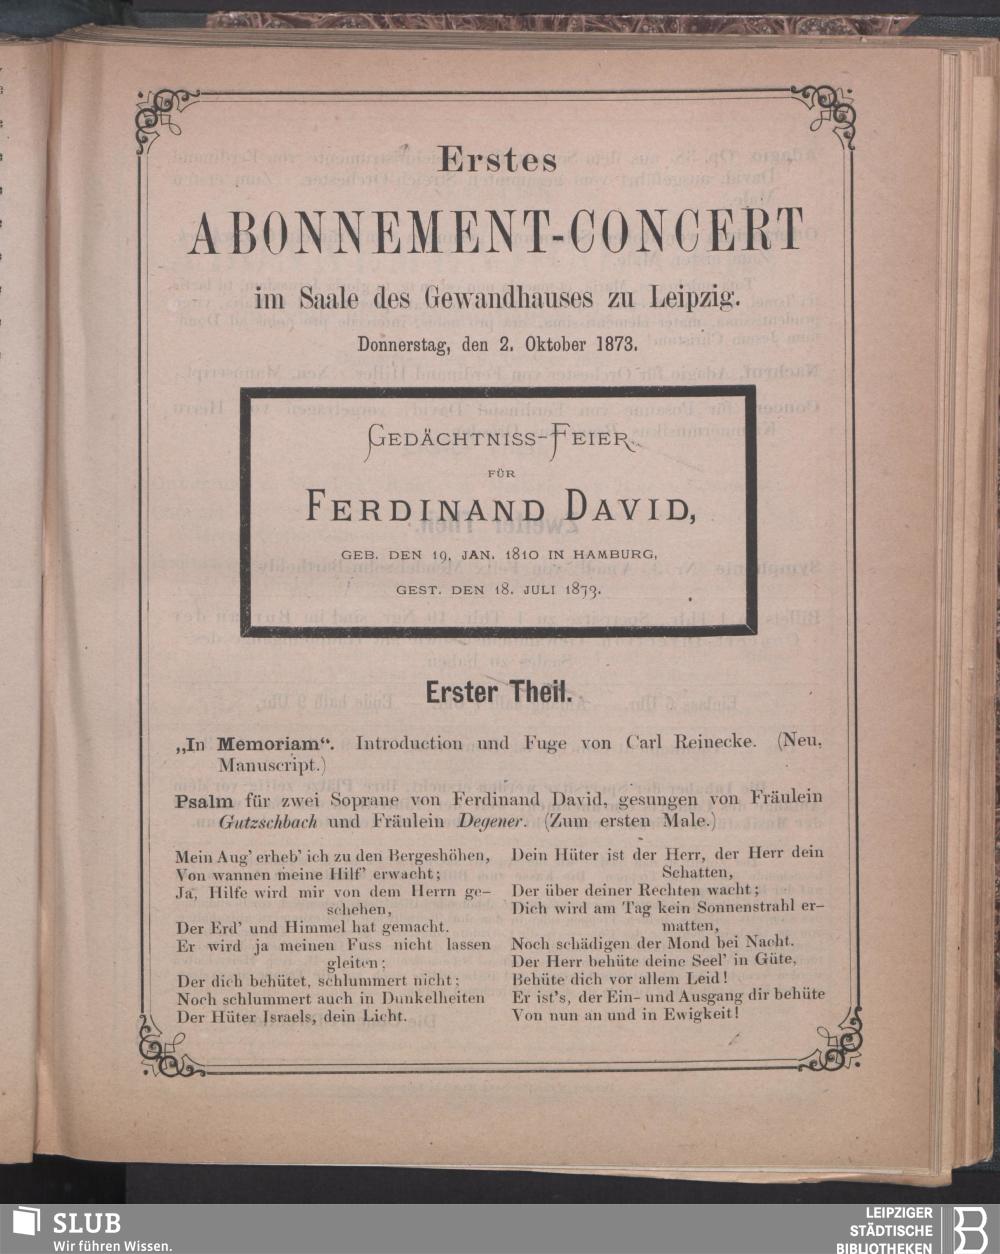 Erstes
ABONNEMENT-CONCERT
im Saale des Gewandhauses zu Leipzig.
Donnerstag, den 2. Oktober 1873.
GEDÄCHTNISS-FEIER
FÜR
FERDINAND DAVID,
GEB. DEN 19. JAN. 1810 IN HAMBURG,
GEST. DEN 18. JULI 1873.
Erster Theil.
„In Memoriam“. Introduction und Fuge von Carl Reinecke. (Neu,
Manuscript.)
Psalm für zwei Soprane von Ferdinand David, gesungen von Fräulein
Gutzschbach und Fräulein Degener. (Zum ersten Male.)
Mein Aug' erheb' ich zu den Bergeshöhen,
Von wannen meine Hilf' erwacht;
Ja, Hilfe wird mir von dem Herrn ge-
schehen,
Der Erd' und Himmel hat gemacht.
Er wird ja meinen Fuss nicht lassen
gleiten;
Der dich behütet, schlummert nicht;
Noch schlummert auch in Dunkelheiten
Der Hüter Israels, dein Licht.
Dein Hüter ist der Herr, der Herr dein
Schatten,
Der über deiner Rechten wacht;
Dich wird am Tag kein Sonnenstrahl er-
matten,
Noch schädigen der Mond bei Nacht.
Der Herr behüte deine Seel' in Güte,
Behüte dich vor allem Leid!
Er ist's, der Ein- und Ausgang dir behüte
Von nun an und in Ewigkeit!
SLUB
Wir führen Wissen.
LEIPZIGER
STÄDTISCHE
BIBLIOTHEKEN